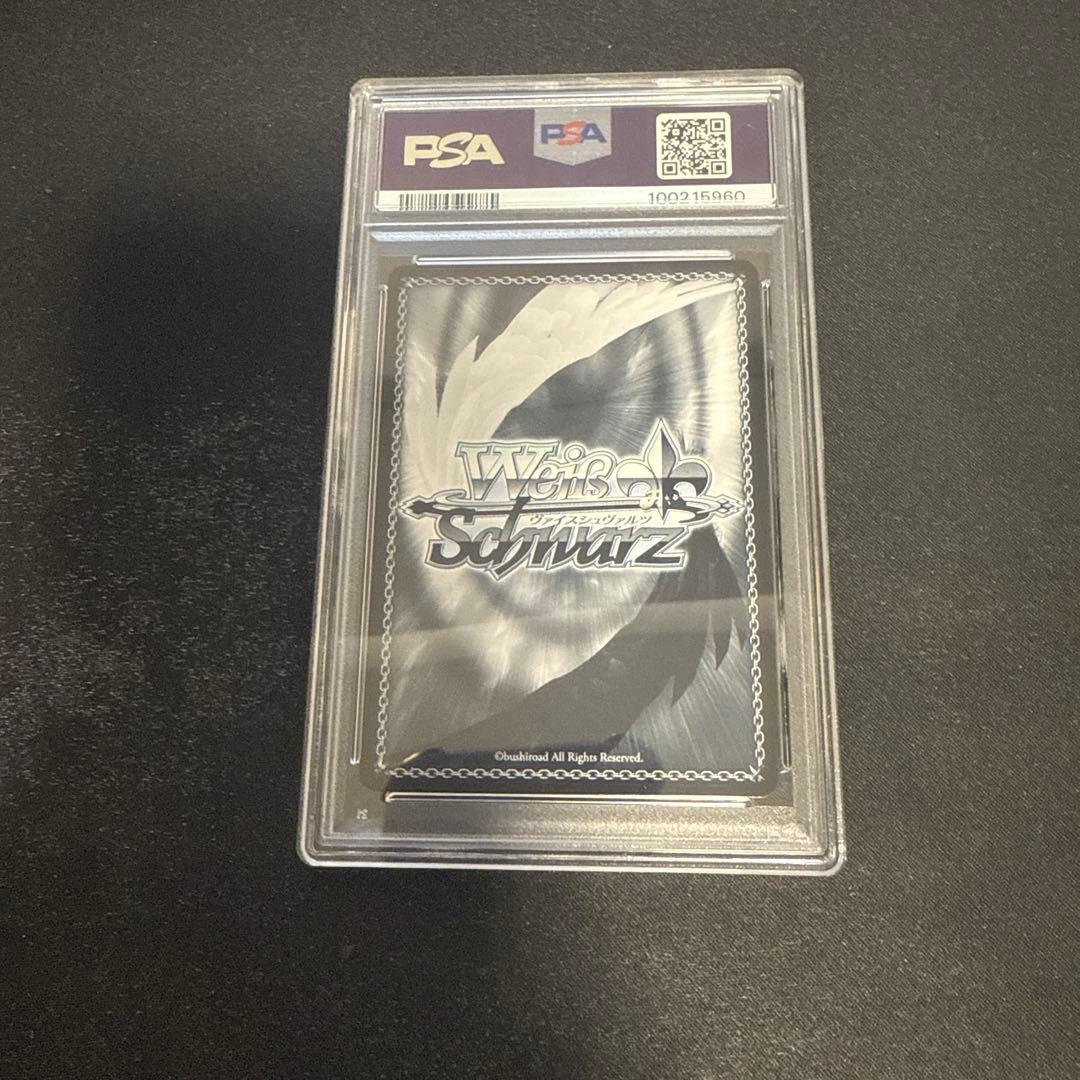 PSA
PSA
100215960
Weiß
ヴァイスシュヴァルツ
Schwarz
©bushiroad All Rights Reserved.